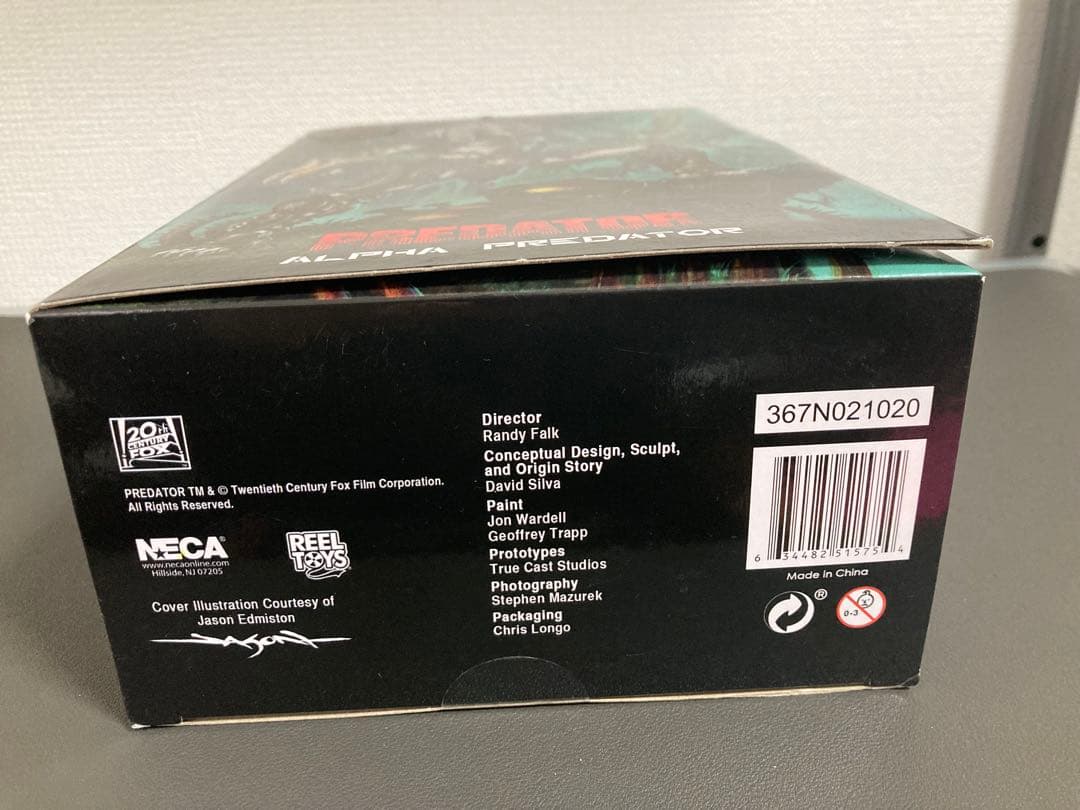 PREDATOR
ALPHA PREDATOR
20th
CENTURY
FOX
PREDATOR TM & © Twentieth Century Fox Film Corporation.
All Rights Reserved.
NECA®
www.necaonline.com
Hillside, NJ 07205
REEL
TOYS
Cover Illustration Courtesy of
Jason Edmiston
JASON
Director
Randy Falk
Conceptual Design, Sculpt,
and Origin Story
David Silva
Paint
Jon Wardell
Geoffrey Trapp
Prototypes
True Cast Studios
Photography
Stephen Mazurek
Packaging
Chris Longo
367N021020
6 34482 51575 4
Made in China
®
0-3